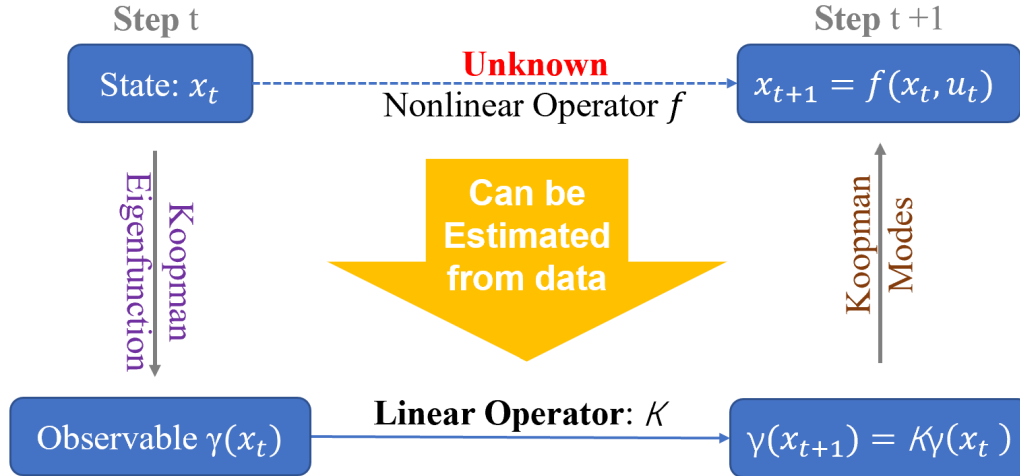 Step t
Step t +1
State: xₜ
Unknown
Nonlinear Operator f
xₜ₊₁ = f(xₜ, uₜ)
Koopman
Eigenfunction
Can be
Estimated
from data
Koopman
Modes
Observable γ(xₜ)
Linear Operator: K
γ(xₜ₊₁) = Kγ(xₜ )